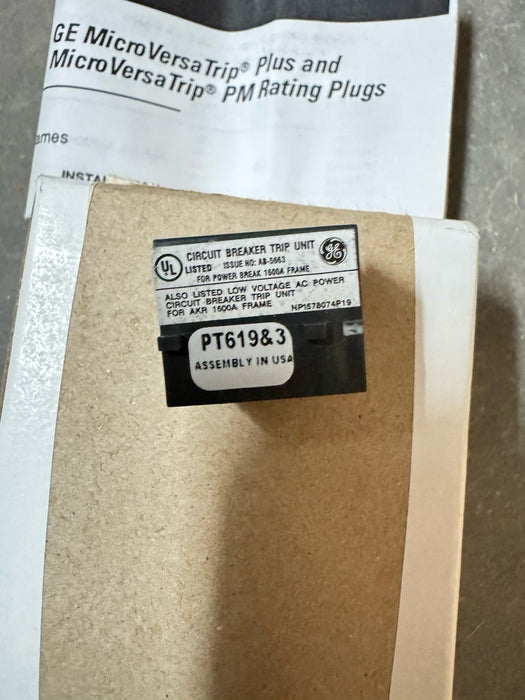 GE MicroVersaTrip® Plus and
MicroVersaTrip® PM Rating Plugs
ames
UL
CIRCUIT BREAKER TRIP UNIT
LISTED ISSUE NO: AB-5663
FOR POWER BREAK 1600A FRAME
GE
ALSO LISTED LOW VOLTAGE AC POWER
CIRCUIT BREAKER TRIP UNIT
FOR AKR 1600A FRAME NP1578074P19
PT619&3
ASSEMBLY IN USA